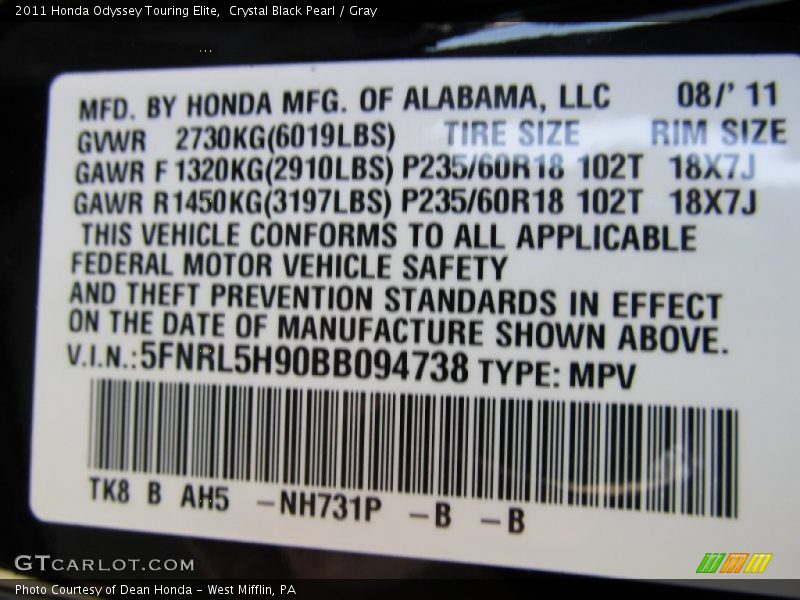 2011 Honda Odyssey Touring Elite, Crystal Black Pearl / Gray
MFD. BY HONDA MFG. OF ALABAMA, LLC 08/' 11
GVWR 2730KG(6019LBS) TIRE SIZE RIM SIZE
GAWR F 1320KG(2910LBS) P235/60R18 102T 18X7J
GAWR R1450KG(3197LBS) P235/60R18 102T 18X7J
THIS VEHICLE CONFORMS TO ALL APPLICABLE
FEDERAL MOTOR VEHICLE SAFETY
AND THEFT PREVENTION STANDARDS IN EFFECT
ON THE DATE OF MANUFACTURE SHOWN ABOVE.
V.I.N.:5FNRL5H90BB094738 TYPE: MPV
TK8 B AH5 -NH731P -B -B
GTCARLOT.COM
Photo Courtesy of Dean Honda - West Mifflin, PA